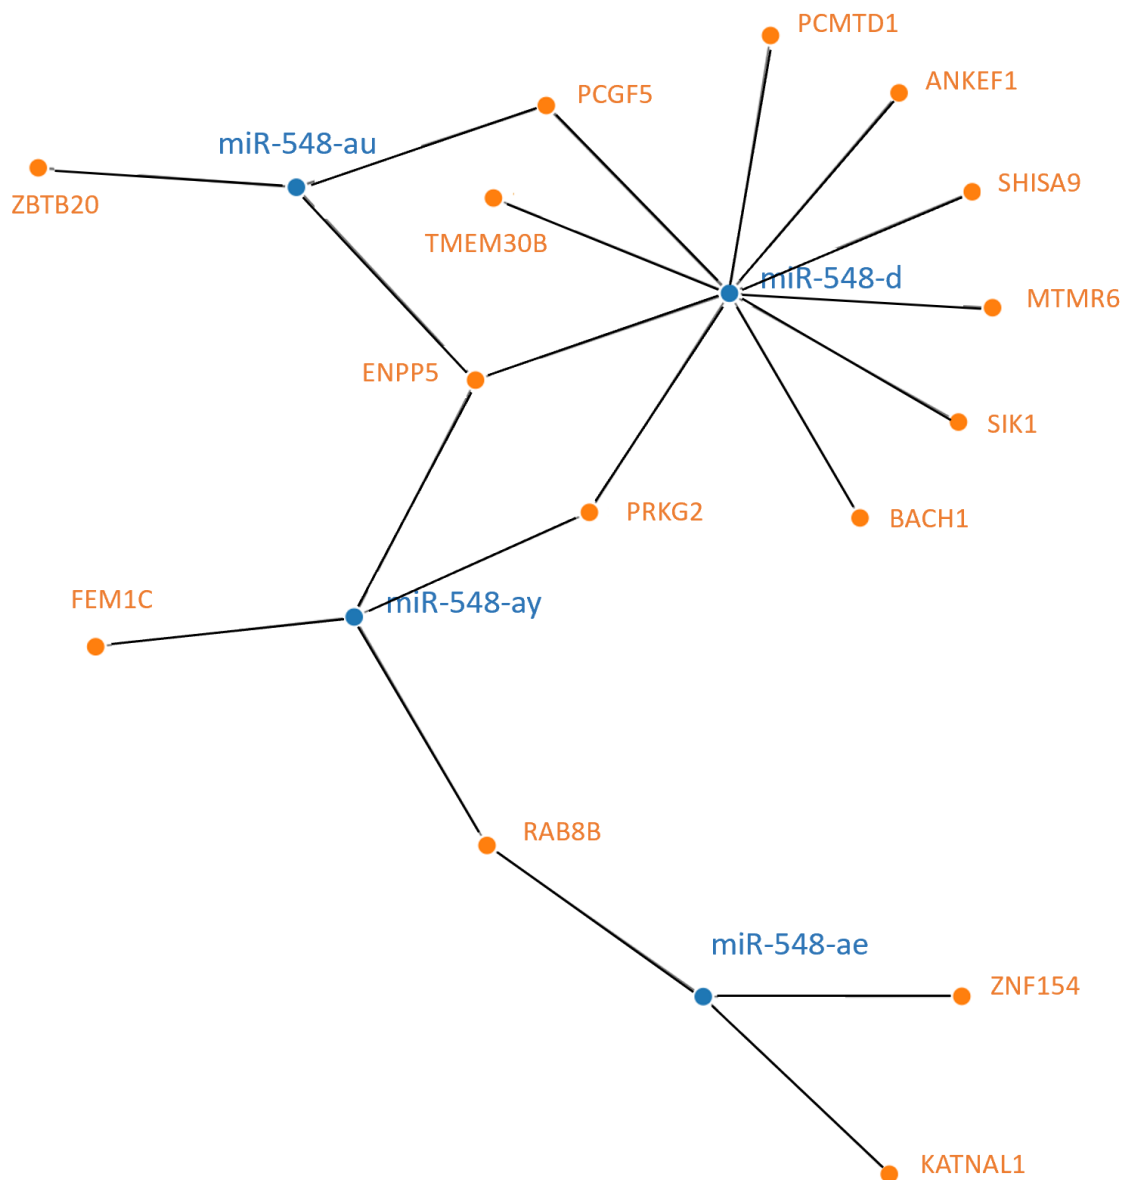 PCMTD1
ANKEF1
PCGF5
miR-548-au
SHISA9
ZBTB20
TMEM30B
miR-548-d
MTMR6
ENPP5
SIK1
PRKG2
BACH1
FEM1C
miR-548-ay
RAB8B
miR-548-ae
ZNF154
KATNAL1